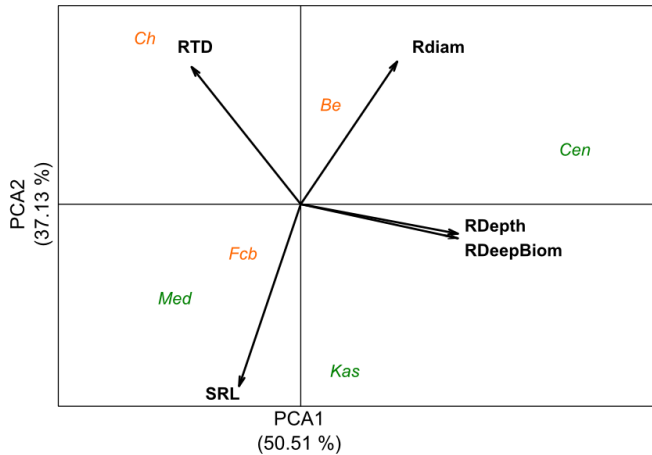 Ch
RTD
Rdiam
Be
Cen
PCA2
(37.13 %)
RDepth
RDeepBiom
Fcb
Med
Kas
SRL
PCA1
(50.51 %)